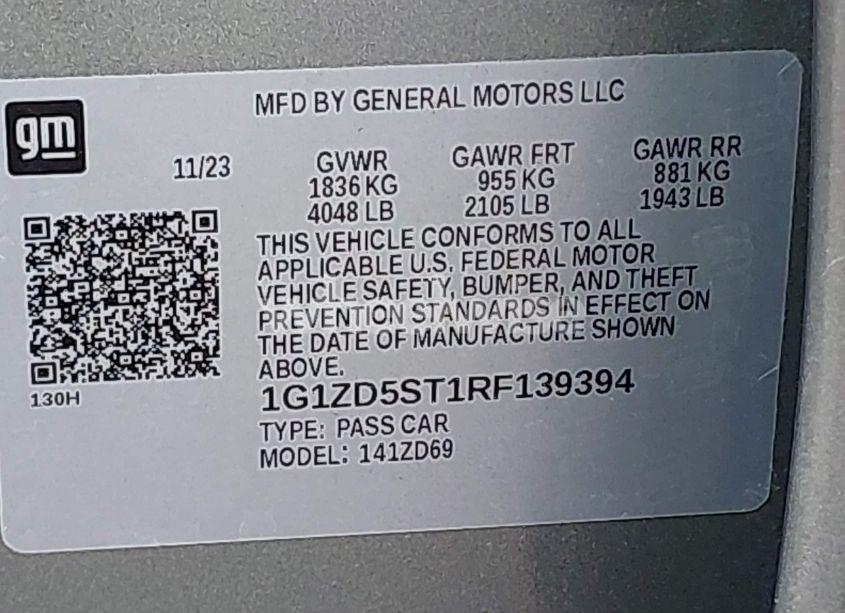 MFD BY GENERAL MOTORS LLC
gm
11/23
GVWR
1836 KG
4048 LB
GAWR FRT
955 KG
2105 LB
GAWR RR
881 KG
1943 LB
THIS VEHICLE CONFORMS TO ALL
APPLICABLE U.S. FEDERAL MOTOR
VEHICLE SAFETY, BUMPER, AND THEFT
PREVENTION STANDARDS IN EFFECT ON
THE DATE OF MANUFACTURE SHOWN
ABOVE.
130H
1G1ZD5ST1RF139394
TYPE: PASS CAR
MODEL: 141ZD69